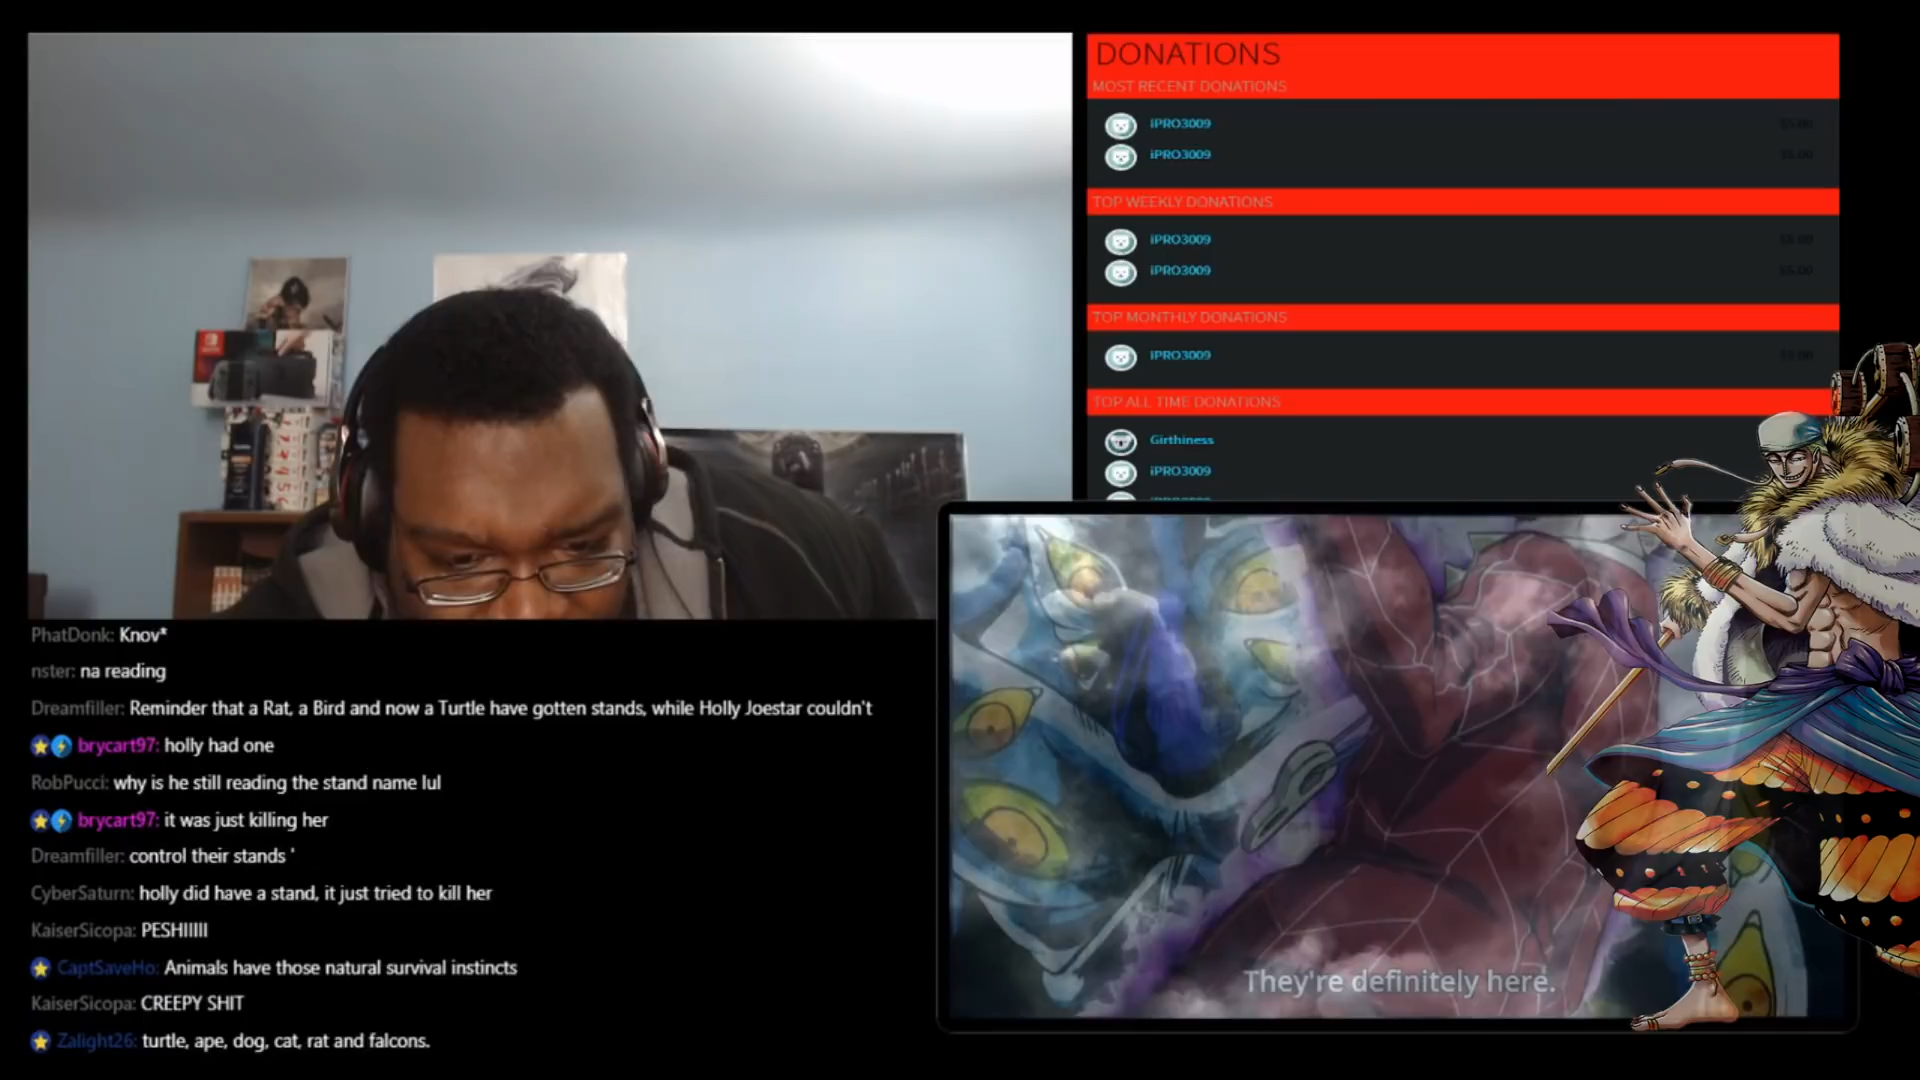 DONATIONS
MOST RECENT DONATIONS
iPRO3009
iPRO3009
TOP WEEKLY DONATIONS
iPRO3009
iPRO3009
TOP MONTHLY DONATIONS
iPRO3009
TOP ALL TIME DONATIONS
Girthiness
iPRO3009
PhatDonk: Knov*
nster: na reading
Dreamfiller: Reminder that a Rat, a Bird and now a Turtle have gotten stands, while Holly Joestar couldn't
brycart97: holly had one
RobPucci: why is he still reading the stand name lul
brycart97: it was just killing her
Dreamfiller: control their stands '
CyberSaturn: holly did have a stand, it just tried to kill her
KaiserSicopa: PESHIIIII
CaptSaveHo: Animals have those natural survival instincts
KaiserSicopa: CREEPY SHIT
Zalight26: turtle, ape, dog, cat, rat and falcons.
They're definitely here.